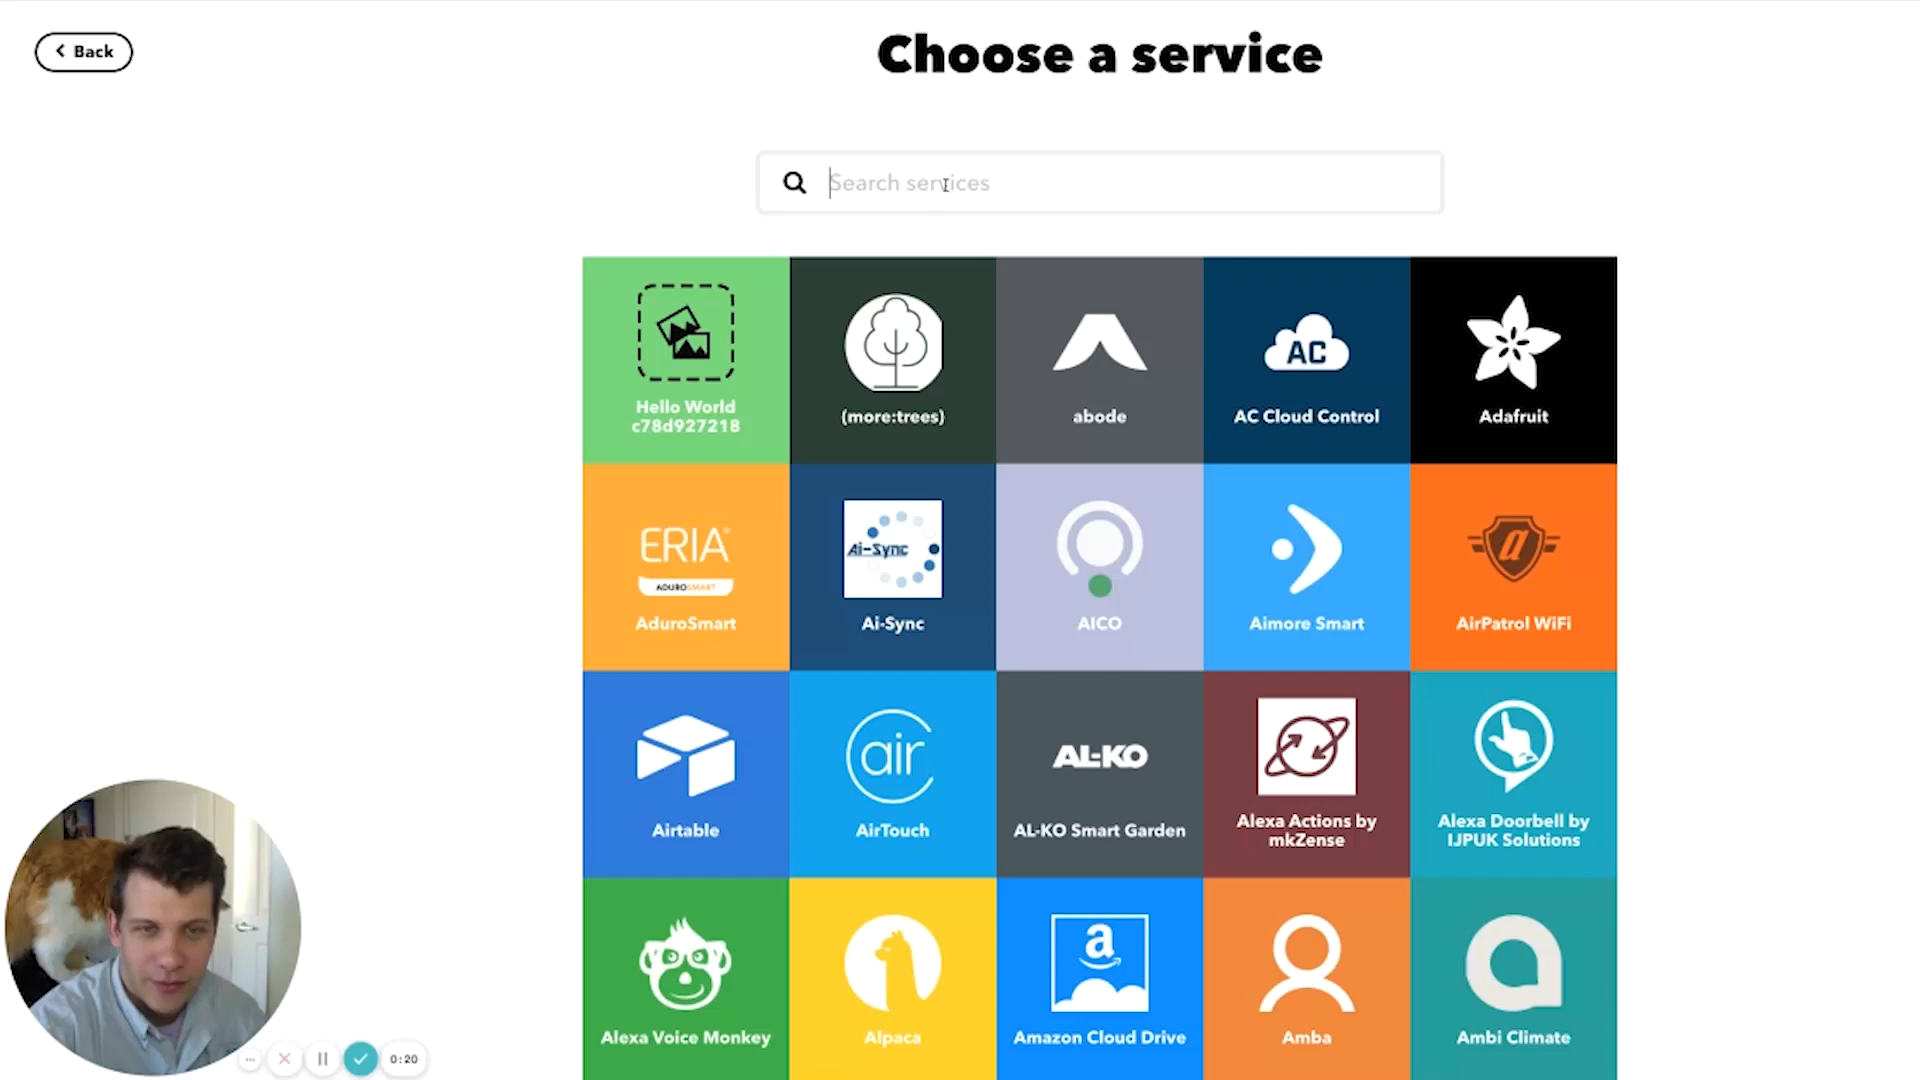 Back
Choose a service
Search services
Hello World
c78d927218
(more:trees)
abode
AC
AC Cloud Control
Adafruit
ERIA®
ADUROSMART
AduroSmart
Ai-Sync
Ai-Sync
AICO
Aimore Smart
a
AirPatrol WiFi
Airtable
air
AirTouch
AL-KO
AL-KO Smart Garden
Alexa Actions by
mkZense
Alexa Doorbell by
IJPUK Solutions
Alexa Voice Monkey
Alpaca
a
Amazon Cloud Drive
Amba
Ambi Climate
0:20